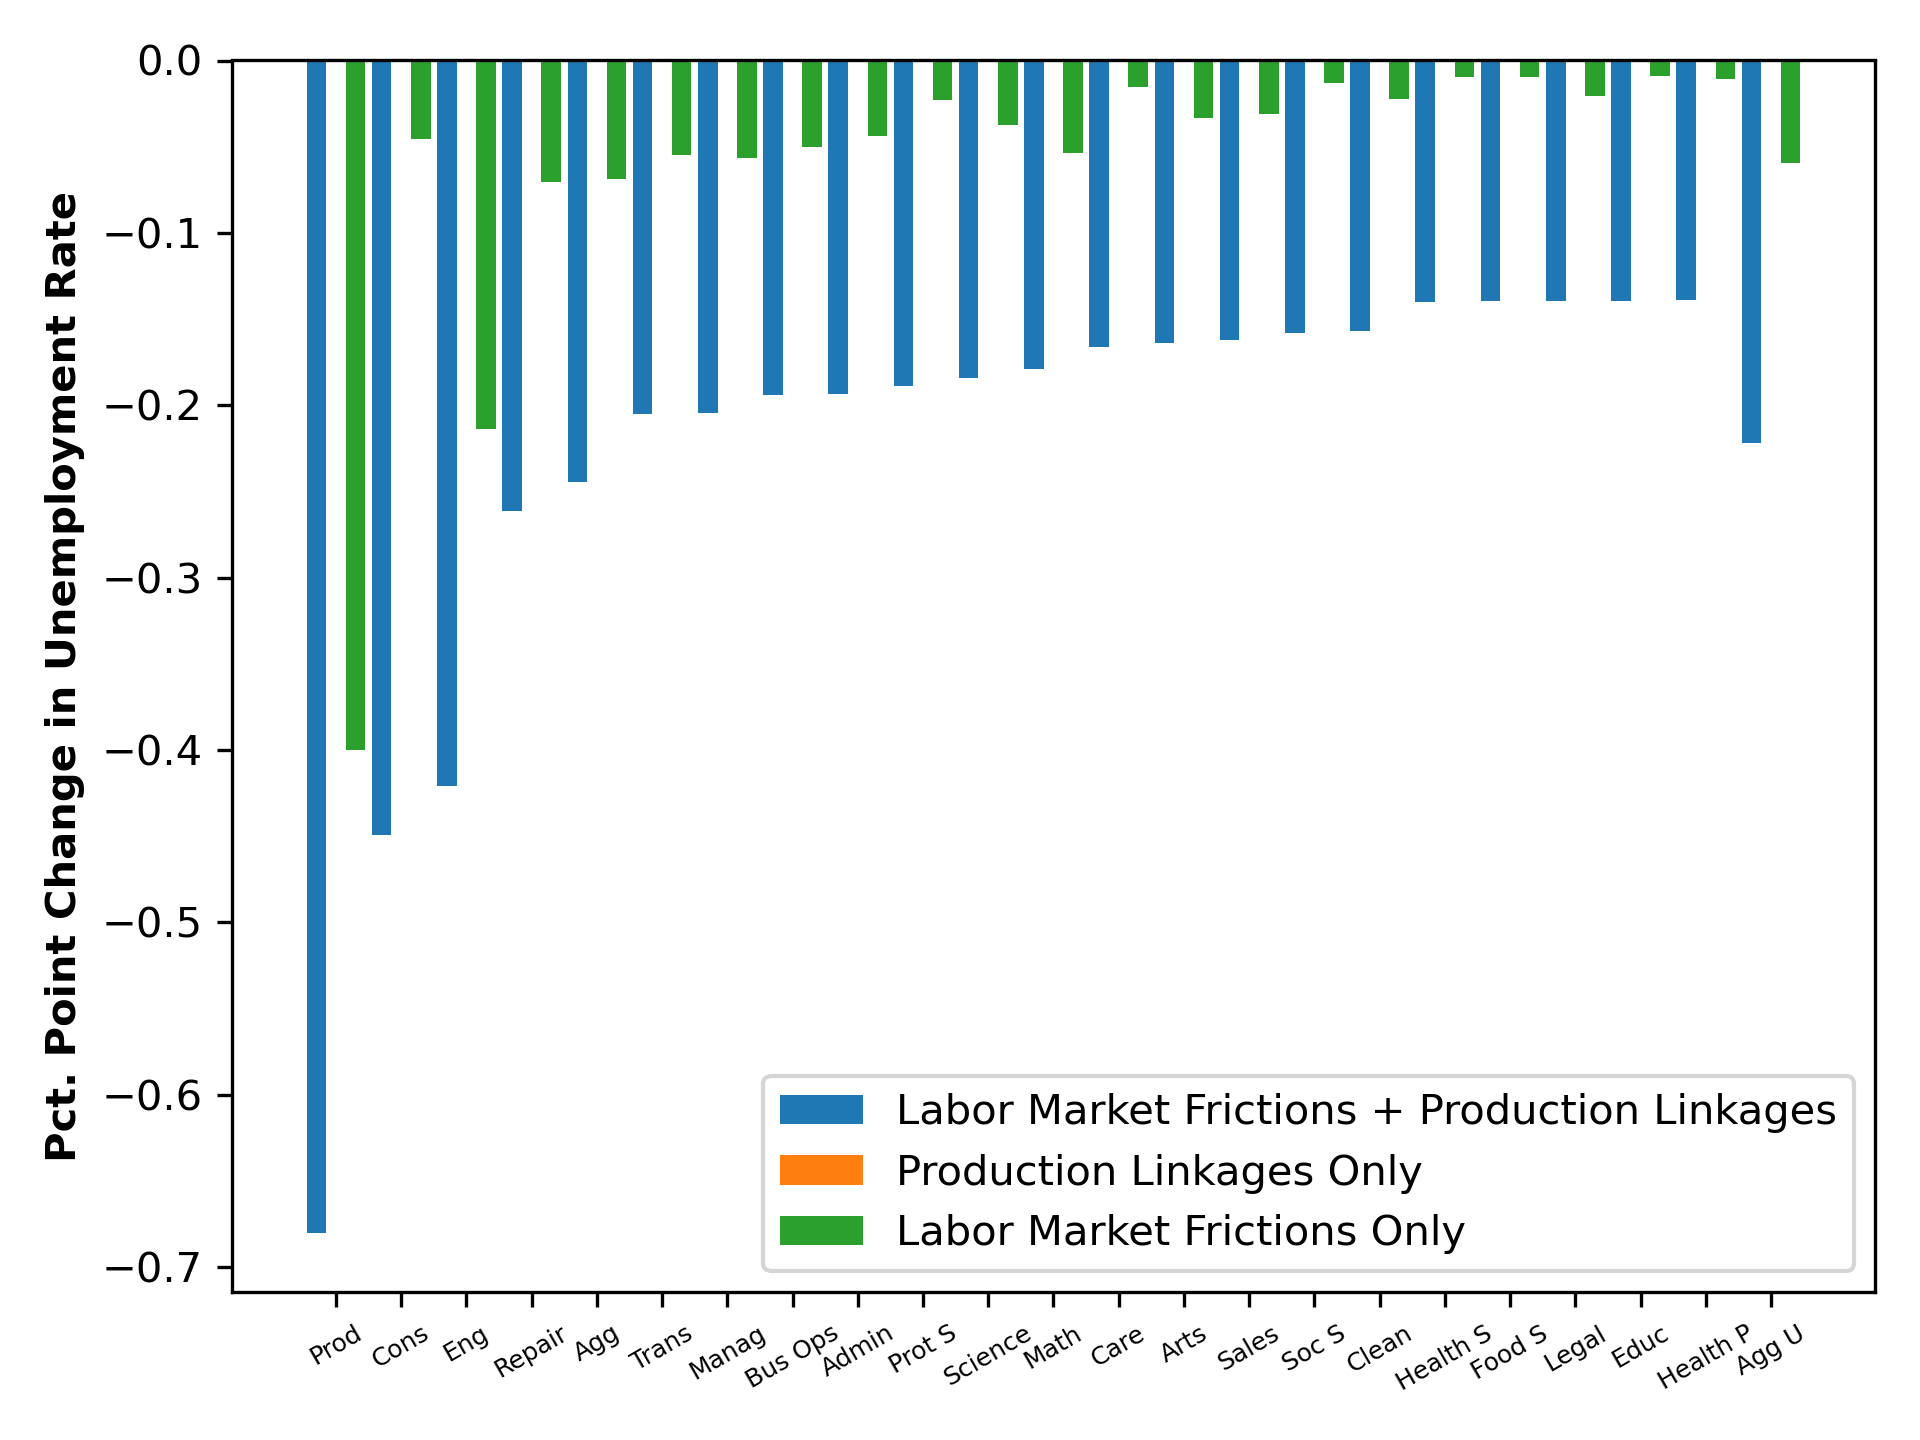 Pct. Point Change in Unemployment Rate
0.0
−0.1
−0.2
−0.3
−0.4
−0.5
−0.6
−0.7
Labor Market Frictions + Production Linkages
Production Linkages Only
Labor Market Frictions Only
Prod
Cons
Eng
Repair
Agg
Trans
Manag
Bus Ops
Admin
Prot S
Science
Math
Care
Arts
Sales
Soc S
Clean
Health S
Food S
Legal
Educ
Health P
Agg U